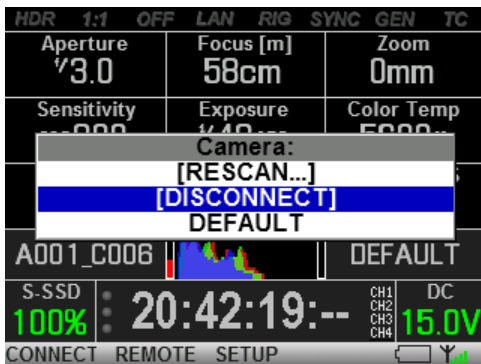 HDR 1:1 OFF LAN RIG SYNC GEN TC
Aperture Focus [m] Zoom
f/3.0 58cm 0mm
Sensitivity Exposure Color Temp
Camera:
[RESCAN...]
[DISCONNECT]
DEFAULT
A001_C006 DEFAULT
S-SSD DC
100% 20:42:19:-- 15.0V
CH1
CH2
CH3
CH4
CONNECT REMOTE SETUP